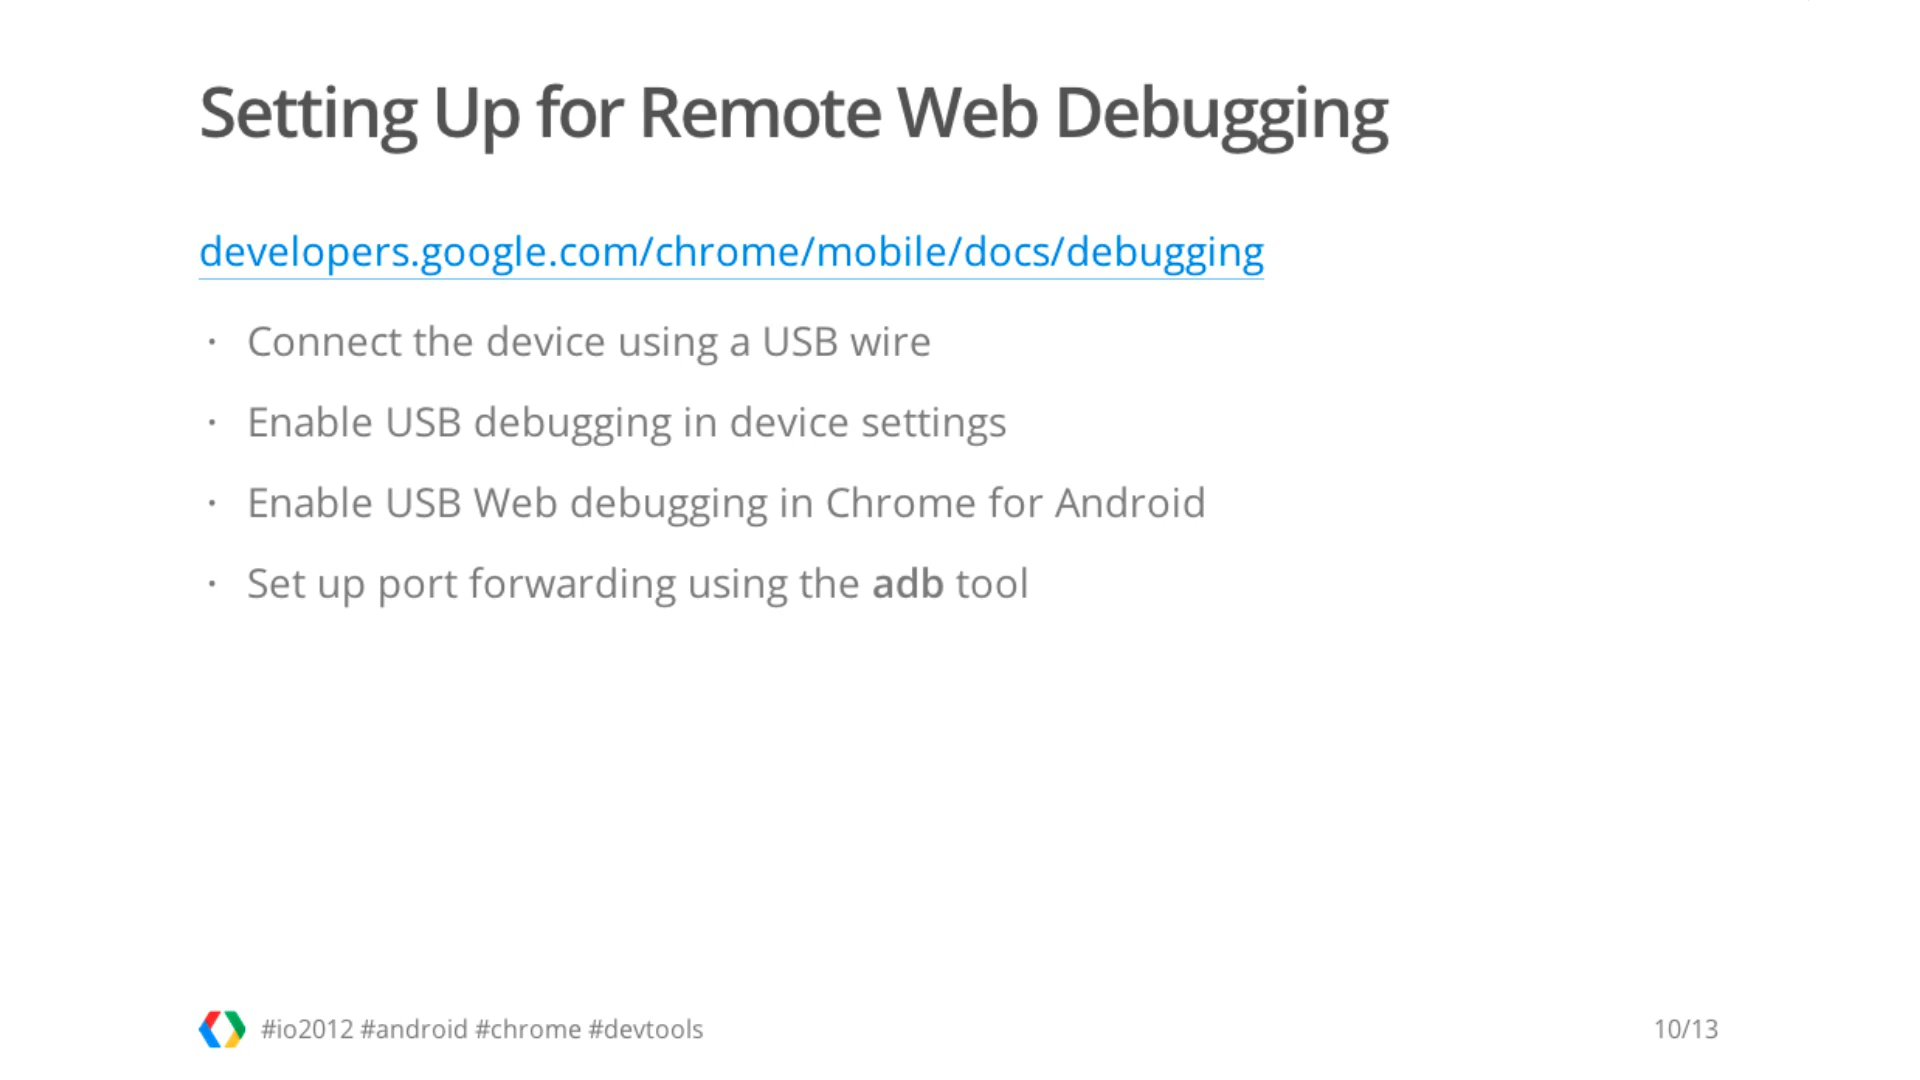 Setting Up for Remote Web Debugging
developers.google.com/chrome/mobile/docs/debugging
· Connect the device using a USB wire
· Enable USB debugging in device settings
· Enable USB Web debugging in Chrome for Android
· Set up port forwarding using the adb tool
#io2012 #android #chrome #devtools
10/13